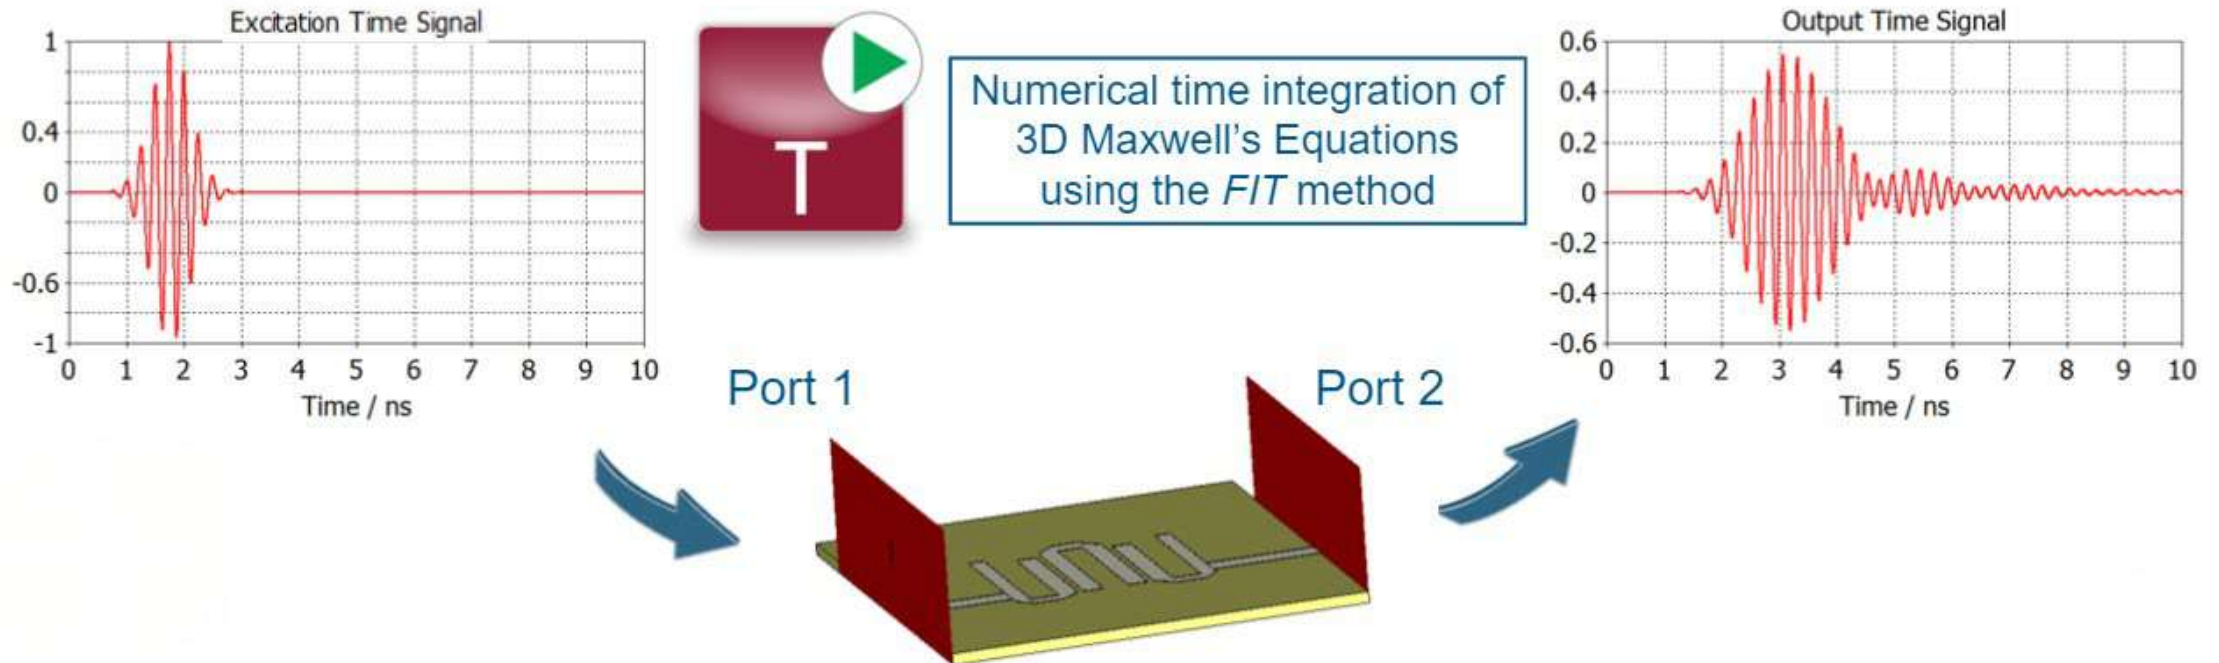 Excitation Time Signal
1
0.4
0
-0.6
-1
0 1 2 3 4 5 6 7 8 9 10
Time / ns
T
Numerical time integration of
3D Maxwell's Equations
using the FIT method
Output Time Signal
0.6
0.4
0.2
0
-0.2
-0.4
-0.6
0 1 2 3 4 5 6 7 8 9 10
Time / ns
Port 1
Port 2